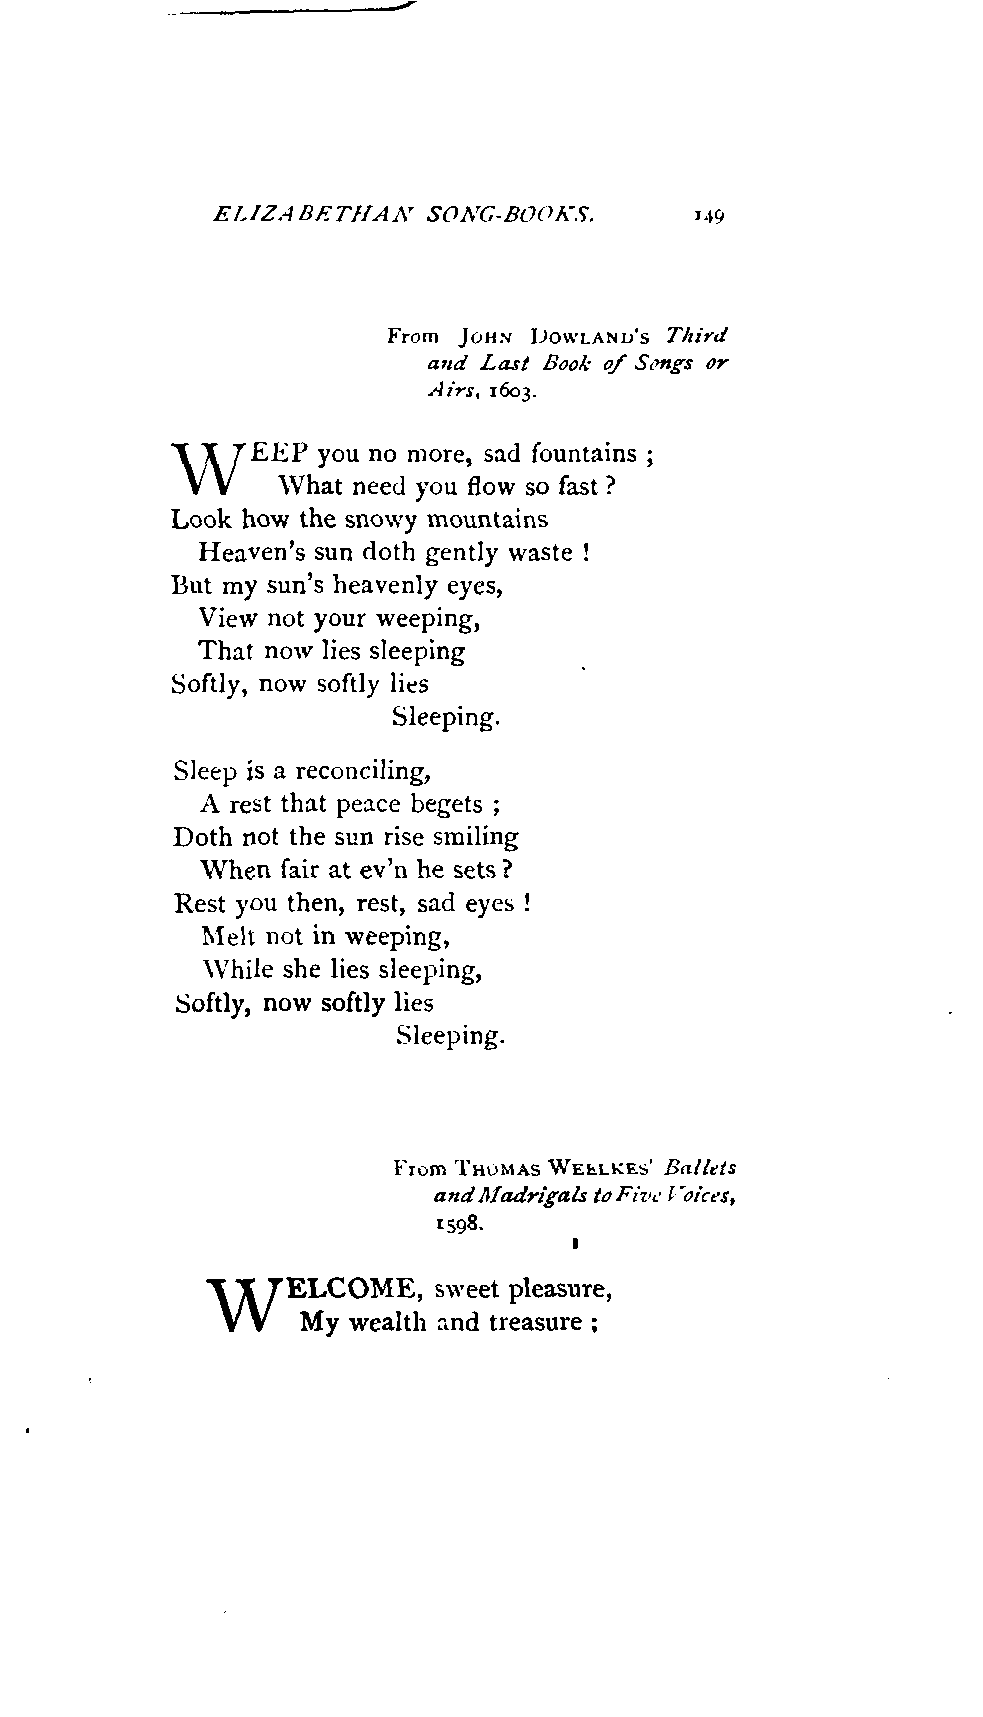 ELIZABETHAN SONG-BOOKS. 149
From JOHN DOWLAND'S Third
and Last Book of Songs or
Airs, 1603.
WEEP you no more, sad fountains ;
What need you flow so fast ?
Look how the snowy mountains
Heaven's sun doth gently waste !
But my sun's heavenly eyes,
View not your weeping,
That now lies sleeping
Softly, now softly lies
Sleeping.
Sleep is a reconciling,
A rest that peace begets ;
Doth not the sun rise smiling
When fair at ev'n he sets ?
Rest you then, rest, sad eyes !
Melt not in weeping,
While she lies sleeping,
Softly, now softly lies
Sleeping.
From THOMAS WEELKES' Ballets
and Madrigals to Five Voices,
1598.
WELCOME, sweet pleasure,
My wealth and treasure ;